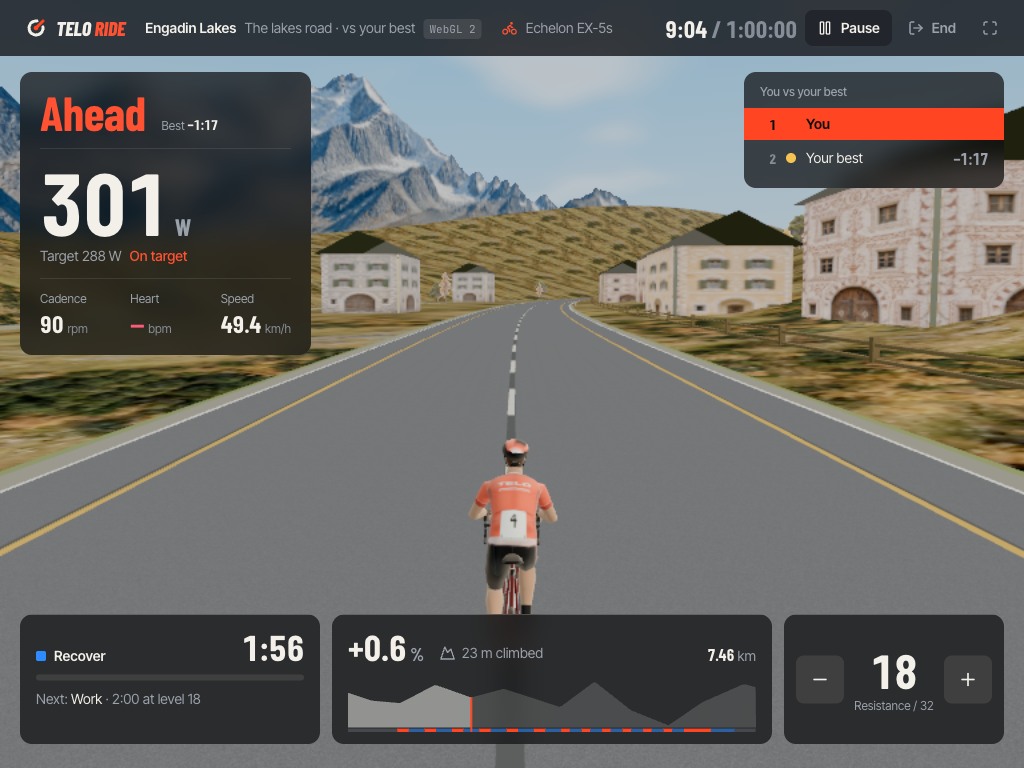 TELO RIDE Engadin Lakes The lakes road · vs your best WebGL 2 Echelon EX-5s 9:04 / 1:00:00 Pause End
Ahead Best −1:17
301 W
Target 288 W On target
Cadence Heart Speed
90 rpm – bpm 49.4 km/h
You vs your best
1 You
2 Your best −1:17
TELO
4
Recover 1:56
Next: Work · 2:00 at level 18
+0.6 % 23 m climbed 7.46 km
− 18 +
Resistance / 32